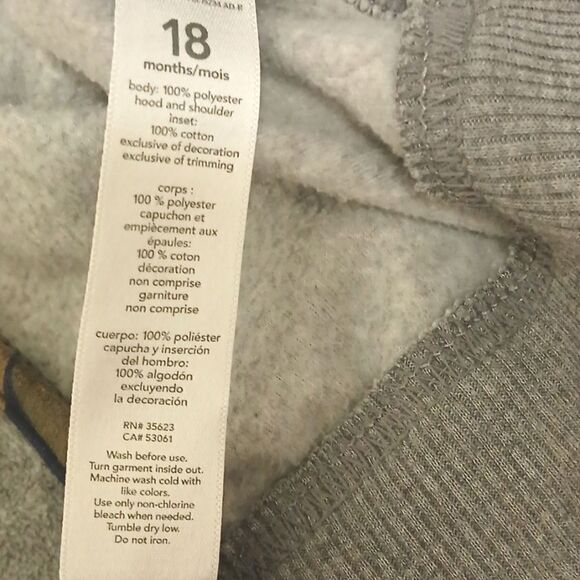 18
months/mois
body: 100% polyester
hood and shoulder
inset:
100% cotton
exclusive of decoration
exclusive of trimming
corps :
100 % polyester
capuchon et
empiècement aux
épaules:
100 % coton
décoration
non comprise
garniture
non comprise
cuerpo: 100% poliéster
capucha y inserción
del hombro:
100% algodón
excluyendo
la decoración
RN# 35623
CA# 53061
Wash before use.
Turn garment inside out.
Machine wash cold with
like colors.
Use only non-chlorine
bleach when needed.
Tumble dry low.
Do not iron.